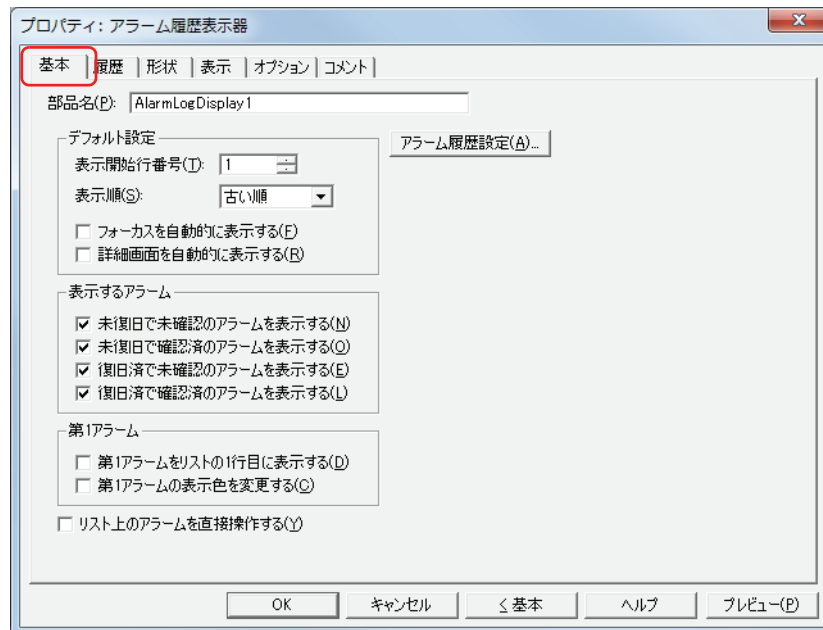 プロパティ: アラーム履歴表示器
基本 履歴 形状 表示 オプション コメント
部品名(P): AlarmLogDisplay1
デフォルト設定
アラーム履歴設定(A)...
表示開始行番号(T): 1
表示順(S): 古い順
フォーカスを自動的に表示する(F)
詳細画面を自動的に表示する(R)
表示するアラーム
未復旧で未確認のアラームを表示する(N)
未復旧で確認済のアラームを表示する(O)
復旧済で未確認のアラームを表示する(E)
復旧済で確認済のアラームを表示する(L)
第1アラーム
第1アラームをリストの1行目に表示する(D)
第1アラームの表示色を変更する(C)
リスト上のアラームを直接操作する(Y)
OK キャンセル < 基本 ヘルプ プレビュー(P)